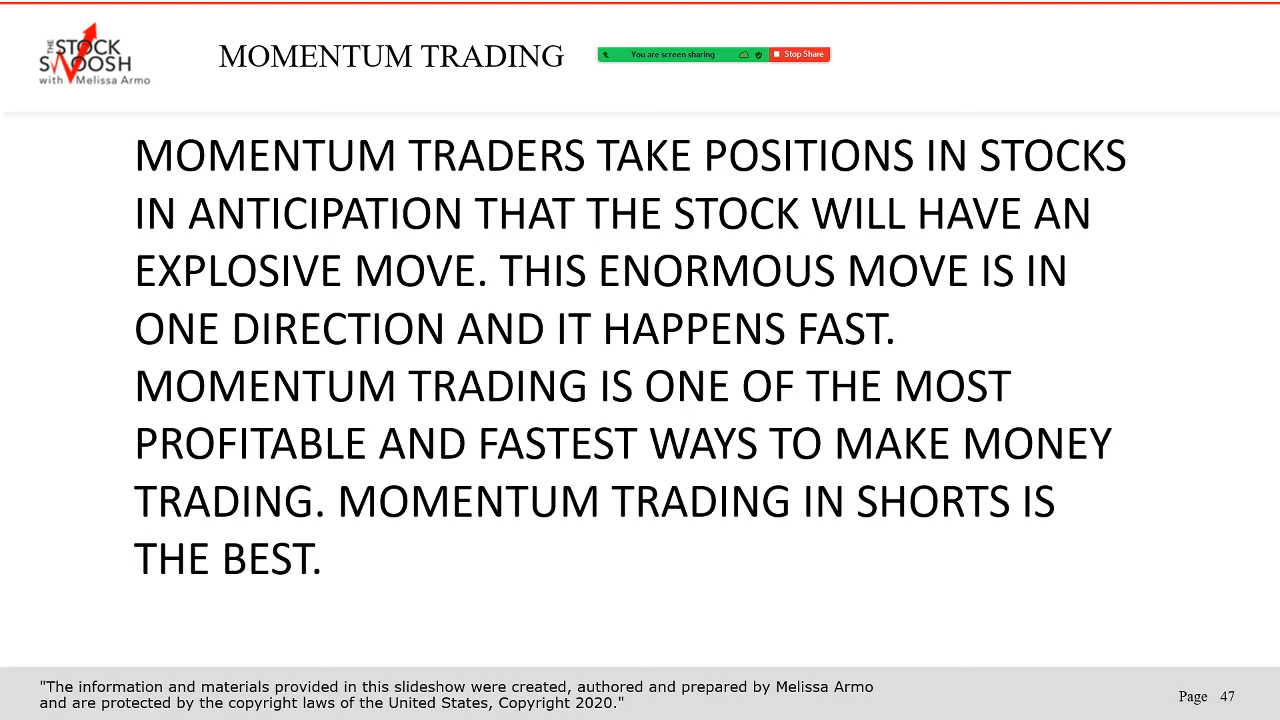 THE
STOCK
SWOOSH
with Melissa Armo
MOMENTUM TRADING
You are screen sharing
Stop Share
MOMENTUM TRADERS TAKE POSITIONS IN STOCKS
IN ANTICIPATION THAT THE STOCK WILL HAVE AN
EXPLOSIVE MOVE. THIS ENORMOUS MOVE IS IN
ONE DIRECTION AND IT HAPPENS FAST.
MOMENTUM TRADING IS ONE OF THE MOST
PROFITABLE AND FASTEST WAYS TO MAKE MONEY
TRADING. MOMENTUM TRADING IN SHORTS IS
THE BEST.
"The information and materials provided in this slideshow were created, authored and prepared by Melissa Armo
and are protected by the copyright laws of the United States, Copyright 2020."
Page 47